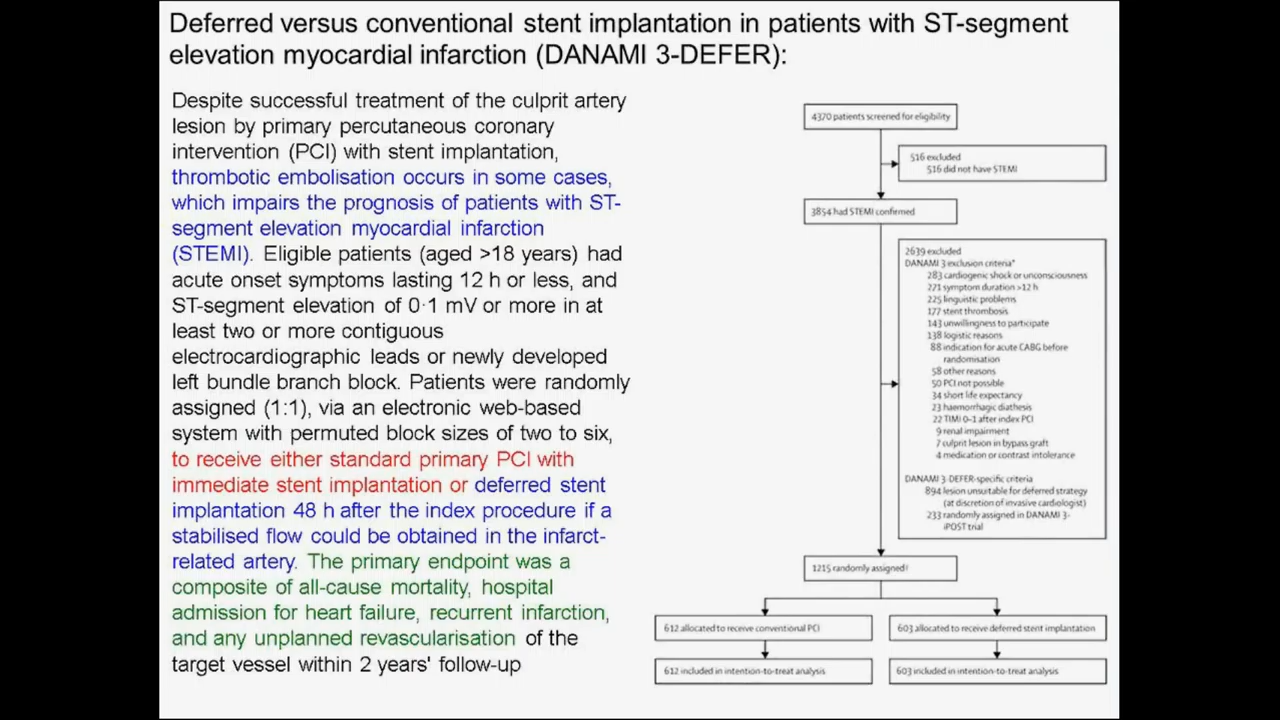 Deferred versus conventional stent implantation in patients with ST-segment
elevation myocardial infarction (DANAMI 3-DEFER):
Despite successful treatment of the culprit artery
lesion by primary percutaneous coronary
intervention (PCI) with stent implantation,
thrombotic embolisation occurs in some cases,
which impairs the prognosis of patients with ST-
segment elevation myocardial infarction
(STEMI). Eligible patients (aged >18 years) had
acute onset symptoms lasting 12 h or less, and
ST-segment elevation of 0·1 mV or more in at
least two or more contiguous
electrocardiographic leads or newly developed
left bundle branch block. Patients were randomly
assigned (1:1), via an electronic web-based
system with permuted block sizes of two to six,
to receive either standard primary PCI with
immediate stent implantation or deferred stent
implantation 48 h after the index procedure if a
stabilised flow could be obtained in the infarct-
related artery. The primary endpoint was a
composite of all-cause mortality, hospital
admission for heart failure, recurrent infarction,
and any unplanned revascularisation of the
target vessel within 2 years' follow-up
4370 patients screened for eligibility
516 excluded
516 did not have STEMI
3854 had STEMI confirmed
2639 excluded
DANAMI 3 exclusion criteria*
283 cardiogenic shock or unconsciousness
271 symptom duration >12 h
225 linguistic problems
177 stent thrombosis
143 unwillingness to participate
138 logistic reasons
88 indication for acute CABG before
randomisation
58 other reasons
50 PCI not possible
34 short life expectancy
23 haemorrhagic diathesis
22 TIMI 0–1 after index PCI
9 renal impairment
7 culprit lesion in bypass graft
4 medication or contrast intolerance
DANAMI 3-DEFER-specific criteria
894 lesion unsuitable for deferred strategy
(at discretion of invasive cardiologist)
233 randomly assigned in DANAMI 3-
iPOST trial
1215 randomly assigned†
612 allocated to receive conventional PCI
603 allocated to receive deferred stent implantation
612 included in intention-to-treat analysis
603 included in intention-to-treat analysis